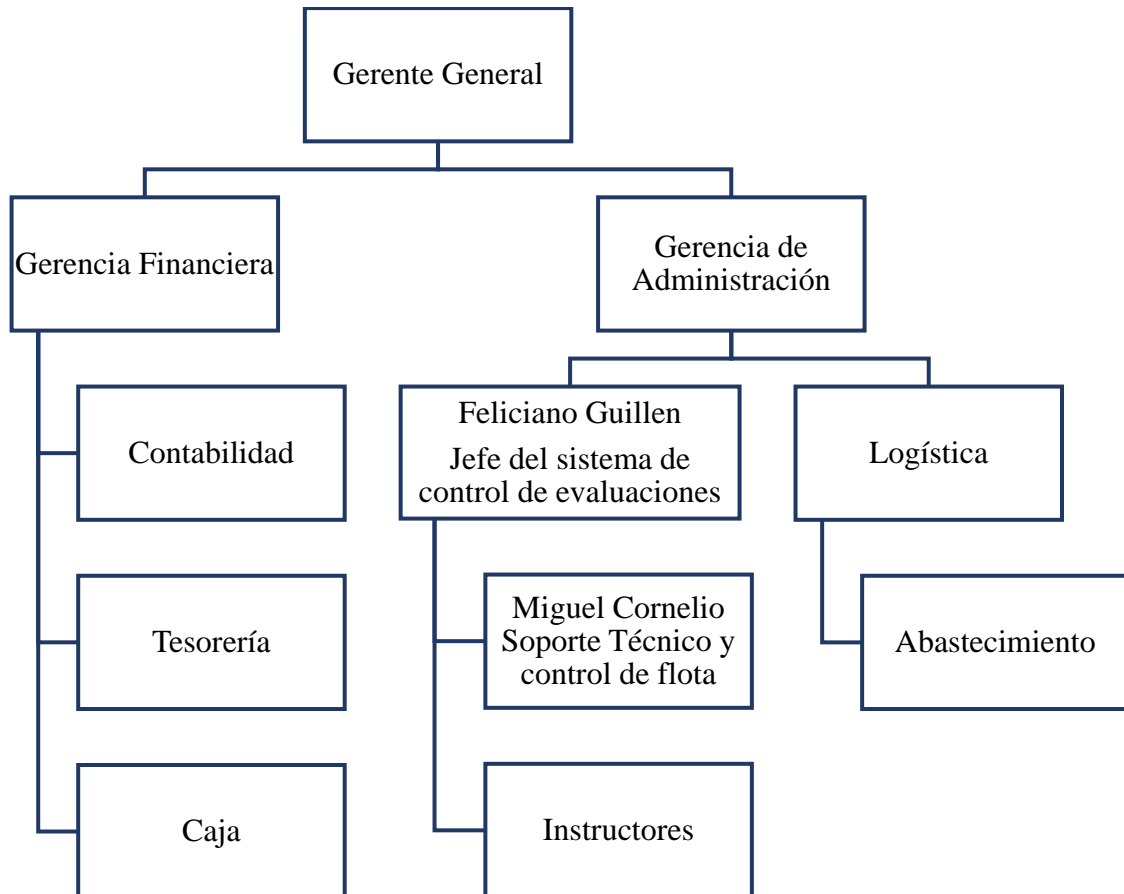 Gerente General
Gerencia Financiera
Gerencia de
Administración
Contabilidad
Feliciano Guillen
Jefe del sistema de
control de evaluaciones
Logística
Tesorería
Miguel Cornelio
Soporte Técnico y
control de flota
Abastecimiento
Caja
Instructores